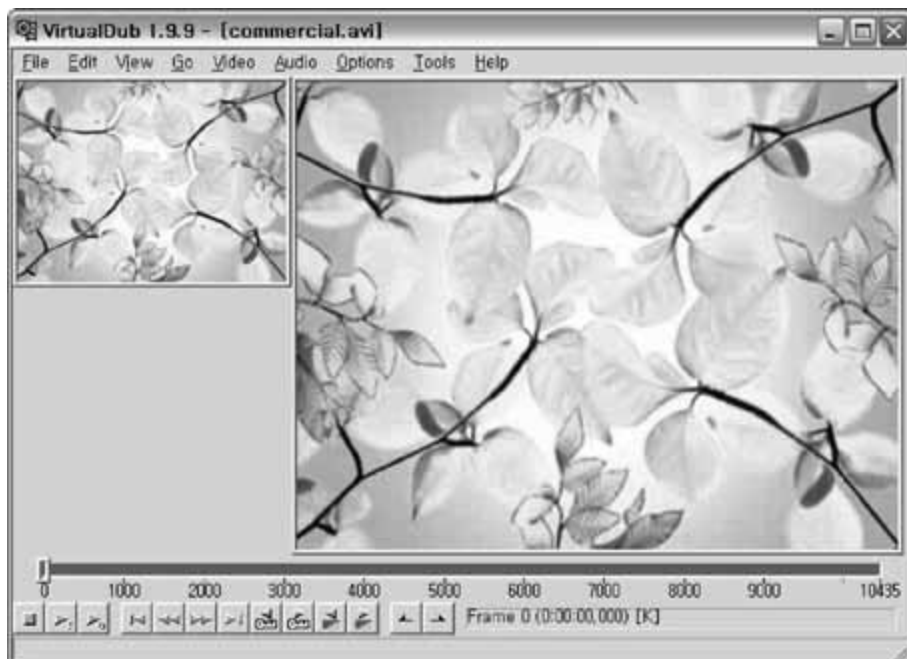 VirtualDub 1.9.9 - [commercial.avi]
File Edit View Go Video Audio Options Tools Help
0 1000 2000 3000 4000 5000 6000 7000 8000 9000 10435
Frame 0 (0:00:00,000) [K]